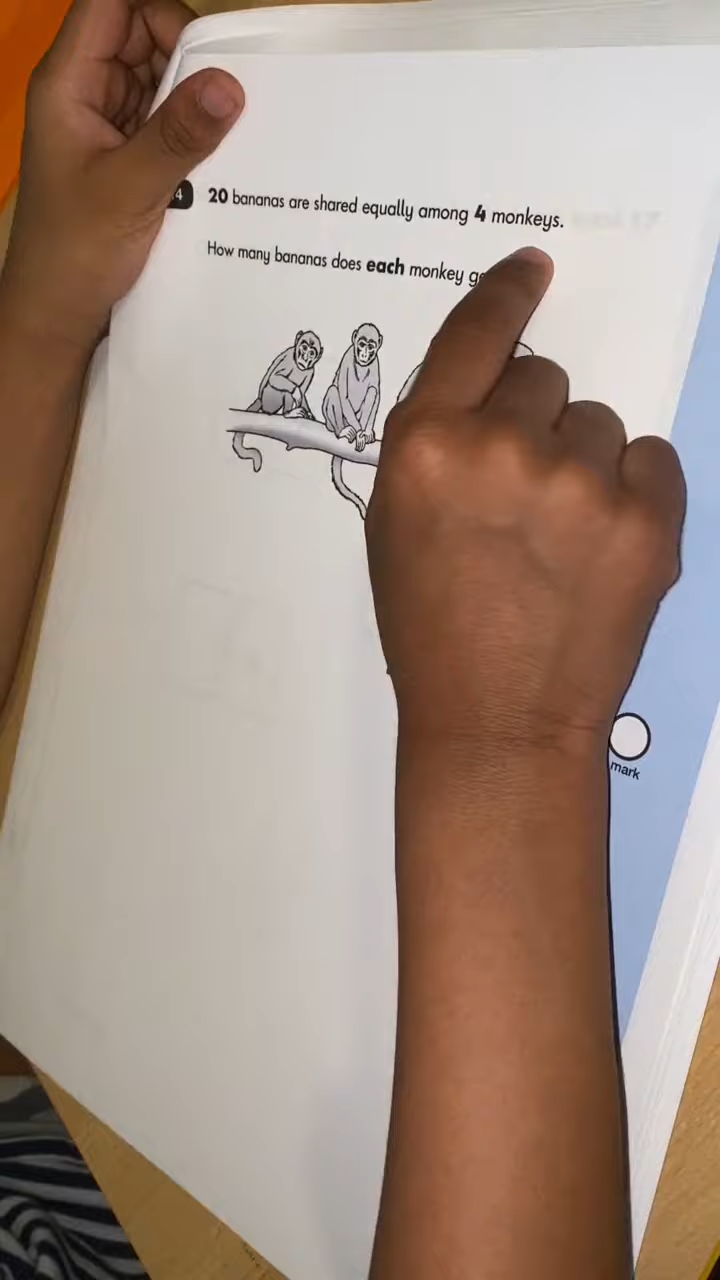 4
20 bananas are shared equally among 4 monkeys.
How many bananas does each monkey
mark